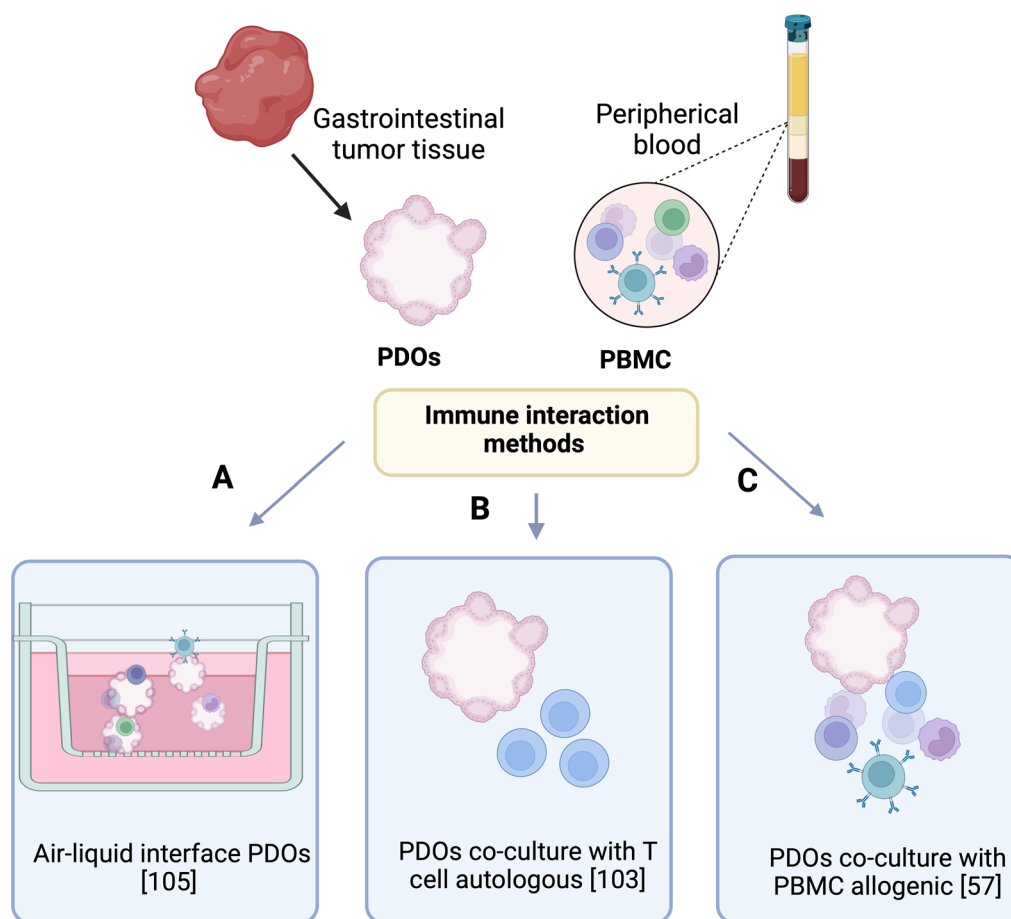 Gastrointestinal
tumor tissue
Peripherical
blood
PDOs
PBMC
Immune interaction
methods
A
B
C
Air-liquid interface PDOs
[105]
PDOs co-culture with T
cell autologous [103]
PDOs co-culture with
PBMC allogenic [57]